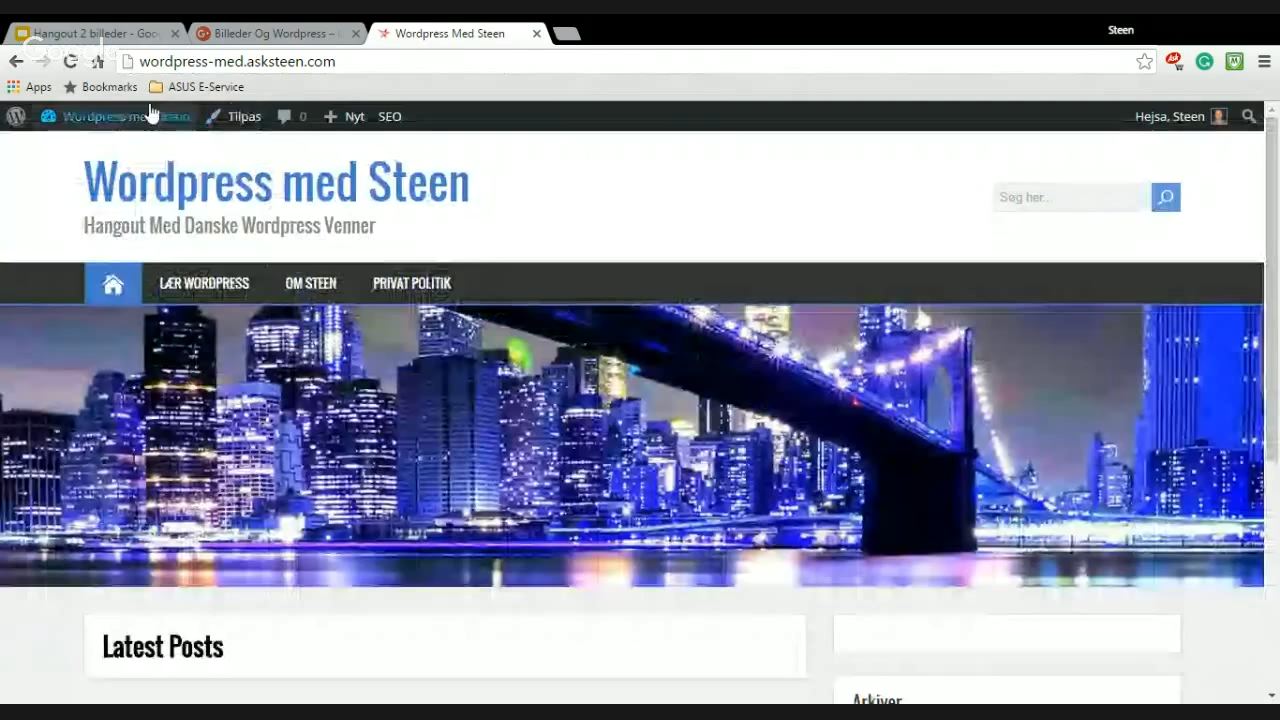 Steen
Hangout 2 billeder - Goo
Billeder Og Wordpress –
Wordpress Med Steen
Google
wordpress-med.asksteen.com
Apps
Bookmarks
ASUS E-Service
Tilpas
0
Nyt
SEO
Hejsa, Steen
Wordpress med Steen
Hangout Med Danske Wordpress Venner
Søg her...
LÆR WORDPRESS
OM STEEN
PRIVAT POLITIK
Latest Posts
Arkiver